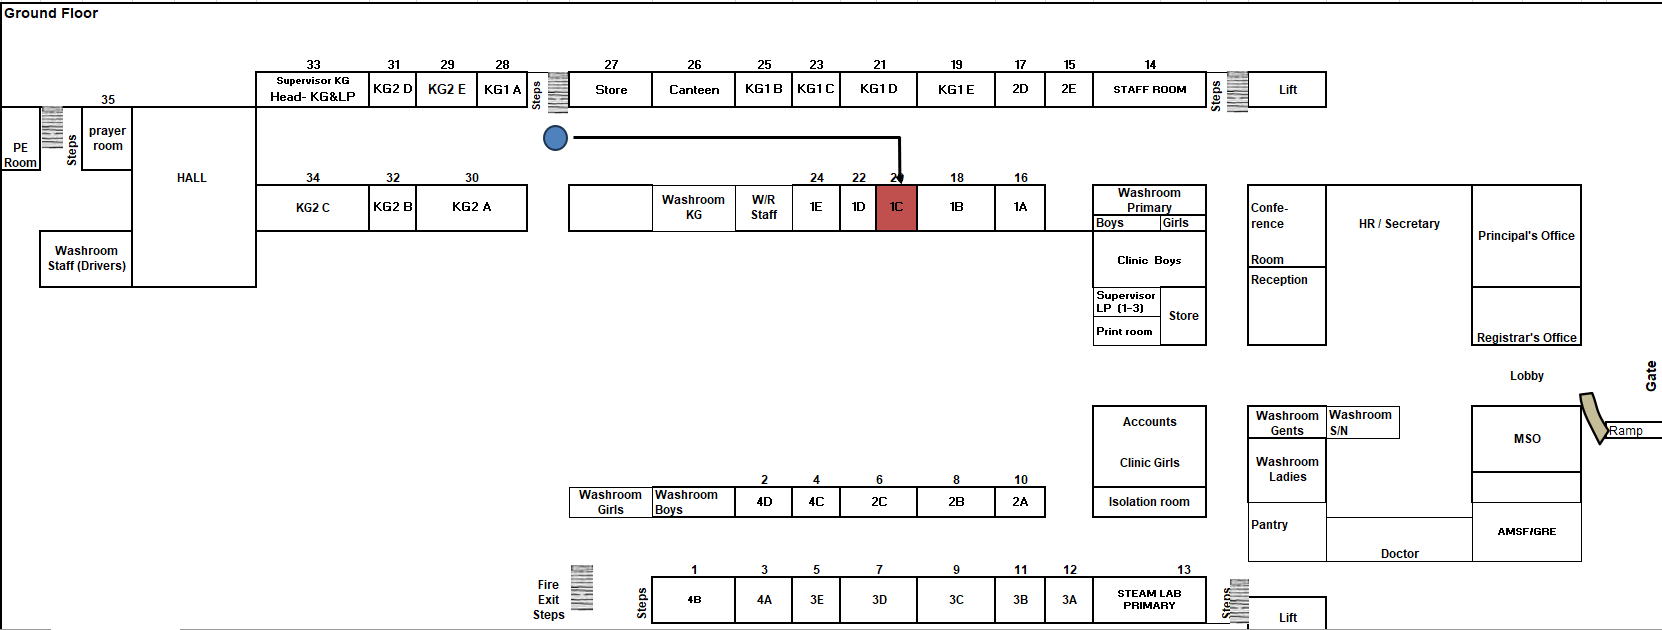 Ground Floor
33 31 29 28 27 26 25 23 21 19 17 15 14
Supervisor KG
Head- KG&LP
KG2 D
KG2 E
KG1 A
Steps
Store
Canteen
KG1 B
KG1 C
KG1 D
KG1 E
2D
2E
STAFF ROOM
Steps
Lift
35
PE
Room
Steps
prayer
room
HALL
34 32 30 24 22 18 16
KG2 C
KG2 B
KG2 A
Washroom
KG
W/R
Staff
1E
1D
1C
1B
1A
Washroom
Primary
Boys
Girls
Clinic Boys
Supervisor
LP (1-3)
Print room
Store
Confe-
rence
Room
Reception
HR / Secretary
Principal's Office
Registrar's Office
Washroom
Staff (Drivers)
Lobby
Gate
Ramp
Accounts
Clinic Girls
Isolation room
Washroom
Gents
Washroom
S/N
Washroom
Ladies
Pantry
Doctor
MSO
AMSF/GRE
2 4 6 8 10
Washroom
Girls
Washroom
Boys
4D
4C
2C
2B
2A
1 3 5 7 9 11 12 13
Fire
Exit
Steps
Steps
4B
4A
3E
3D
3C
3B
3A
STEAM LAB
PRIMARY
Steps
Lift